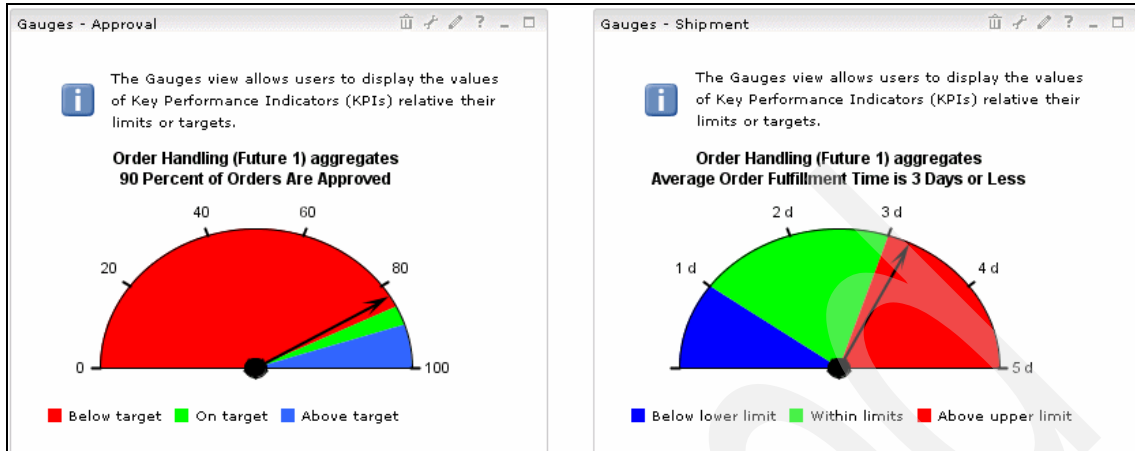 Gauges - Approval
The Gauges view allows users to display the values
of Key Performance Indicators (KPIs) relative their
limits or targets.
Order Handling (Future 1) aggregates
90 Percent of Orders Are Approved
0
20
40
60
80
100
Below target
On target
Above target
Gauges - Shipment
The Gauges view allows users to display the values
of Key Performance Indicators (KPIs) relative their
limits or targets.
Order Handling (Future 1) aggregates
Average Order Fulfillment Time is 3 Days or Less
1 d
2 d
3 d
4 d
5 d
Below lower limit
Within limits
Above upper limit